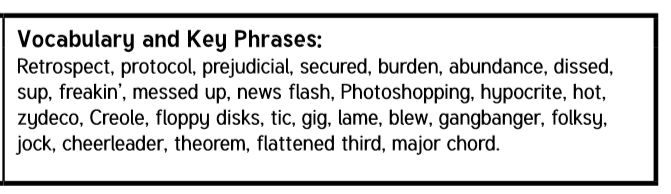 Vocabulary and Key Phrases:
Retrospect, protocol, prejudicial, secured, burden, abundance, dissed,
sup, freakin', messed up, news flash, Photoshopping, hypocrite, hot,
zydeco, Creole, floppy disks, tic, gig, lame, blew, gangbanger, folksy,
jock, cheerleader, theorem, flattened third, major chord.